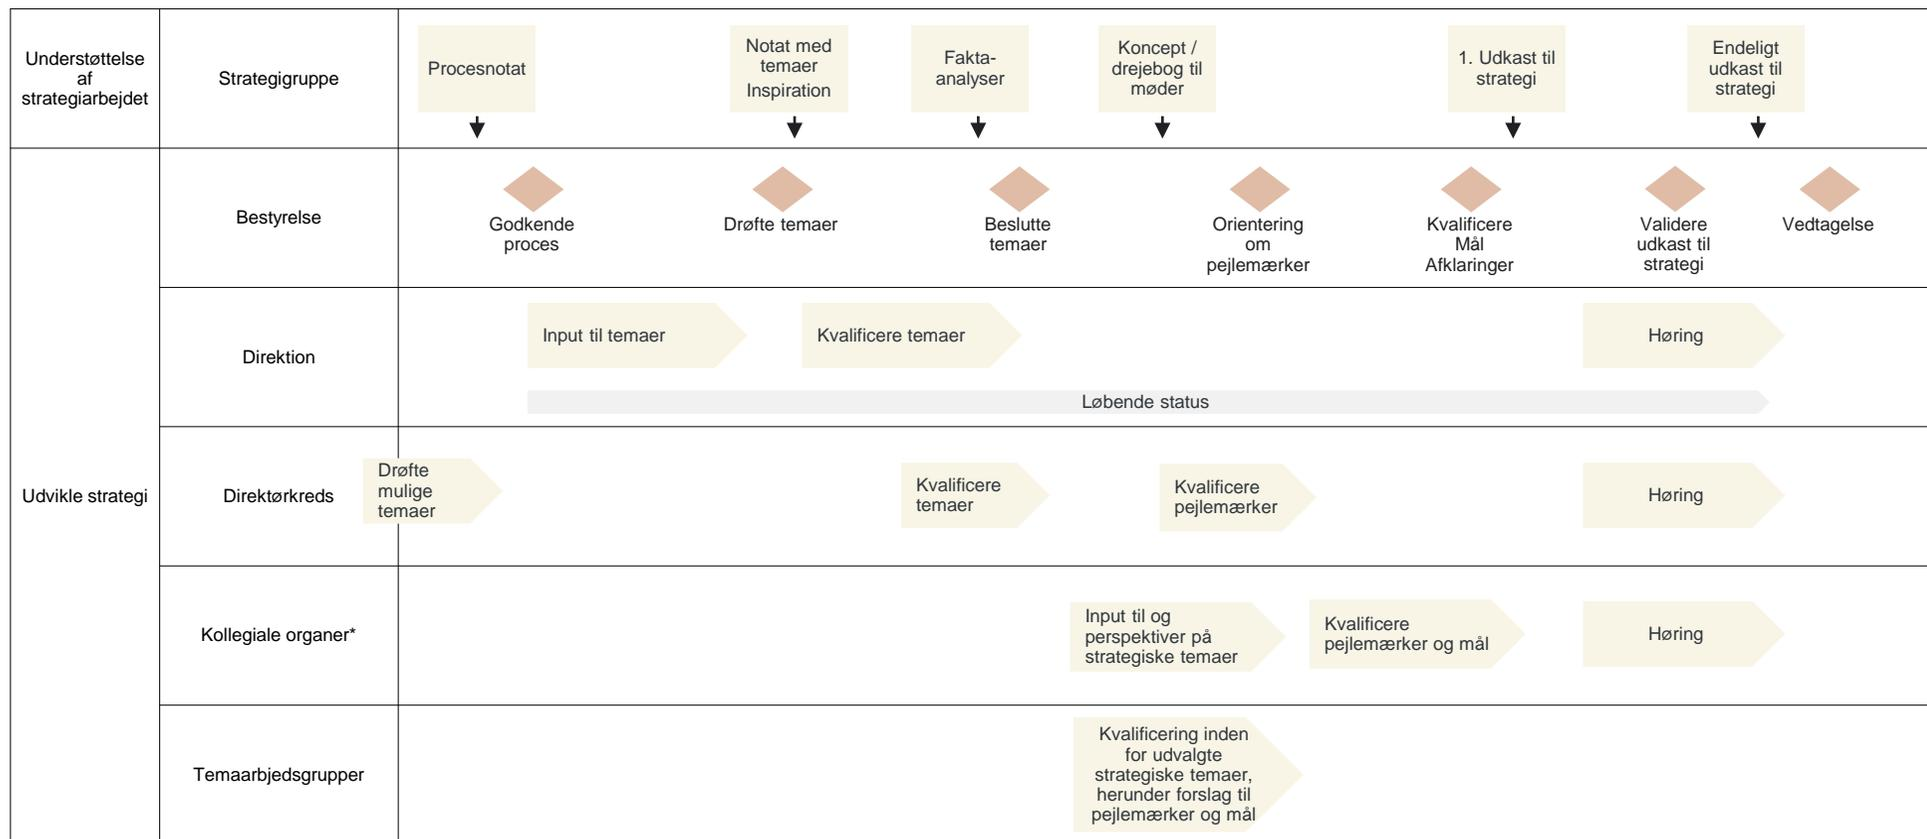 Understøttelse
af
strategiarbejdet
Strategigruppe
Procesnotat
Notat med
temaer
Inspiration
Fakta-
analyser
Koncept /
drejebog til
møder
1. Udkast til
strategi
Endeligt
udkast til
strategi
Udvikle strategi
Bestyrelse
Godkende
proces
Drøfte temaer
Beslutte
temaer
Orientering
om
pejlemærker
Kvalificere
Mål
Afklaringer
Validere
udkast til
strategi
Vedtagelse
Direktion
Input til temaer
Kvalificere temaer
Høring
Løbende status
Direktørkreds
Drøfte
mulige
temaer
Kvalificere
temaer
Kvalificere
pejlemærker
Høring
Kollegiale organer*
Input til og
perspektiver på
strategiske temaer
Kvalificere
pejlemærker og mål
Høring
Temaarbjedsgrupper
Kvalificering inden
for udvalgte
strategiske temaer,
herunder forslag til
pejlemærker og mål